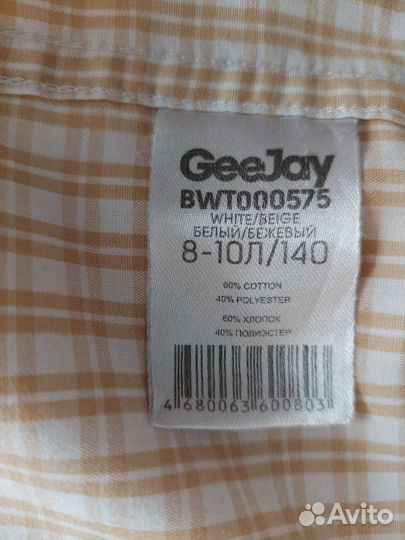 GeeJay
BWT000575
WHITE/BEIGE
БЕЛЫЙ/БЕЖЕВЫЙ
8-10Л/140
60% COTTON
40% POLYESTER
60% ХЛОПОК
40% ПОЛИЭСТЕР
4 680063 600803
Avito